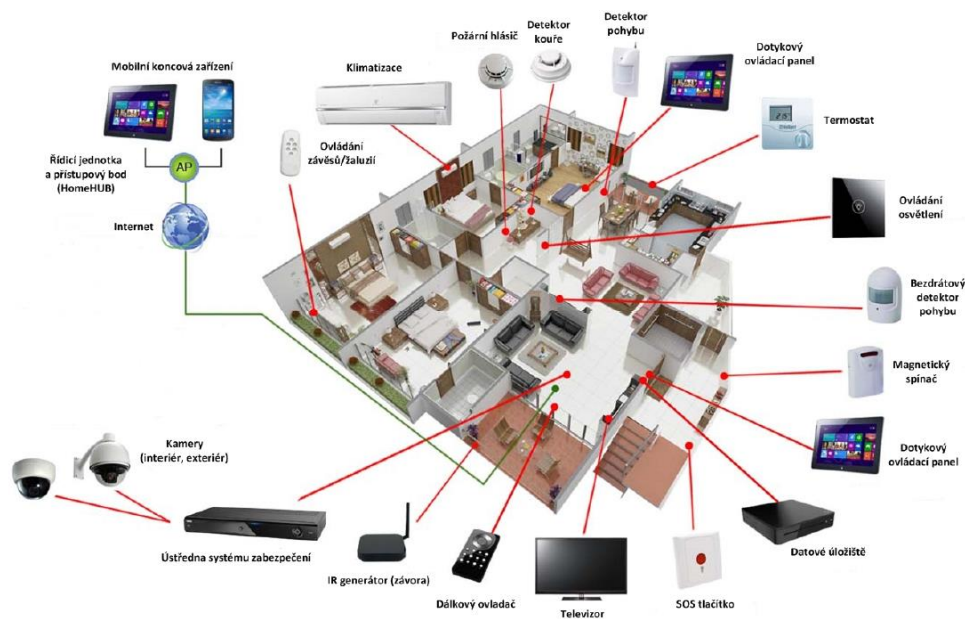 Požární hlásič
Detektor
kouře
Detektor
pohybu
Dotykový
ovládací panel
Mobilní koncová zařízení
Klimatizace
Termostat
Ovládání
závěsů/žaluzií
Řídicí jednotka
a přístupový bod
(HomeHUB)
AP
Internet
Ovládání
osvětlení
Bezdrátový
detektor
pohybu
Magnetický
spínač
Dotykový
ovládací panel
Kamery
(interiér, exteriér)
Ústředna systému zabezpečení
IR generátor (závora)
Dálkový ovladač
Televizor
SOS tlačítko
Datové úložiště